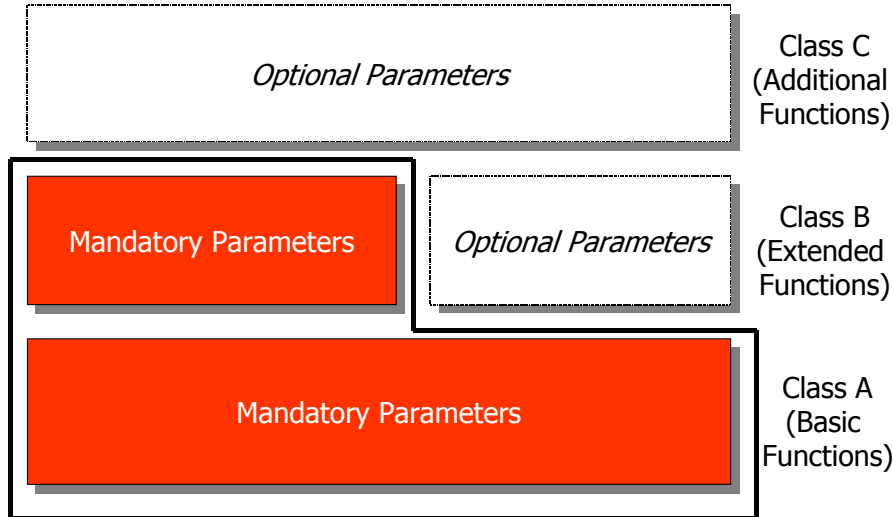 Optional Parameters
Class C
(Additional
Functions)
Mandatory Parameters
Optional Parameters
Class B
(Extended
Functions)
Mandatory Parameters
Class A
(Basic
Functions)